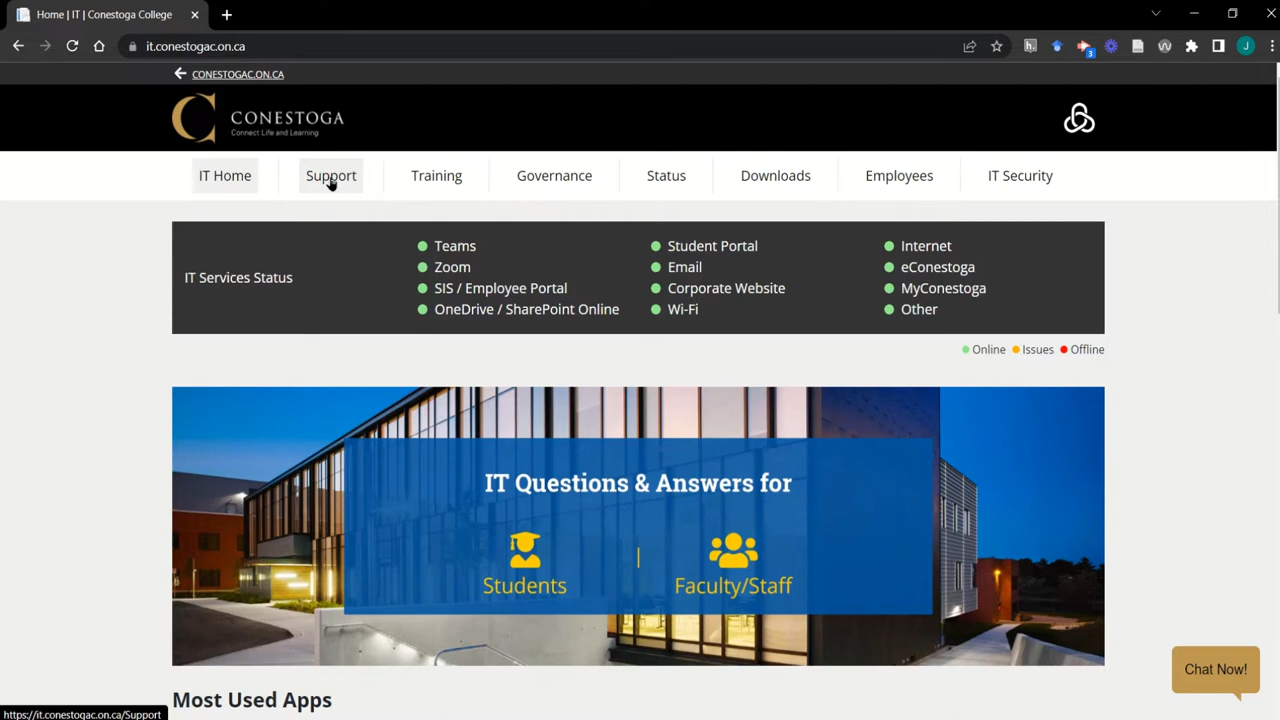 Home | IT | Conestoga College
it.conestogac.on.ca
3
J
CONESTOGAC.ON.CA
CONESTOGA
Connect Life and Learning
IT Home
Support
Training
Governance
Status
Downloads
Employees
IT Security
IT Services Status
Teams
Zoom
SIS / Employee Portal
OneDrive / SharePoint Online
Student Portal
Email
Corporate Website
Wi-Fi
Internet
eConestoga
MyConestoga
Other
Online Issues Offline
IT Questions & Answers for
Students | Faculty/Staff
Chat Now!
Most Used Apps
https://it.conestogac.on.ca/Support